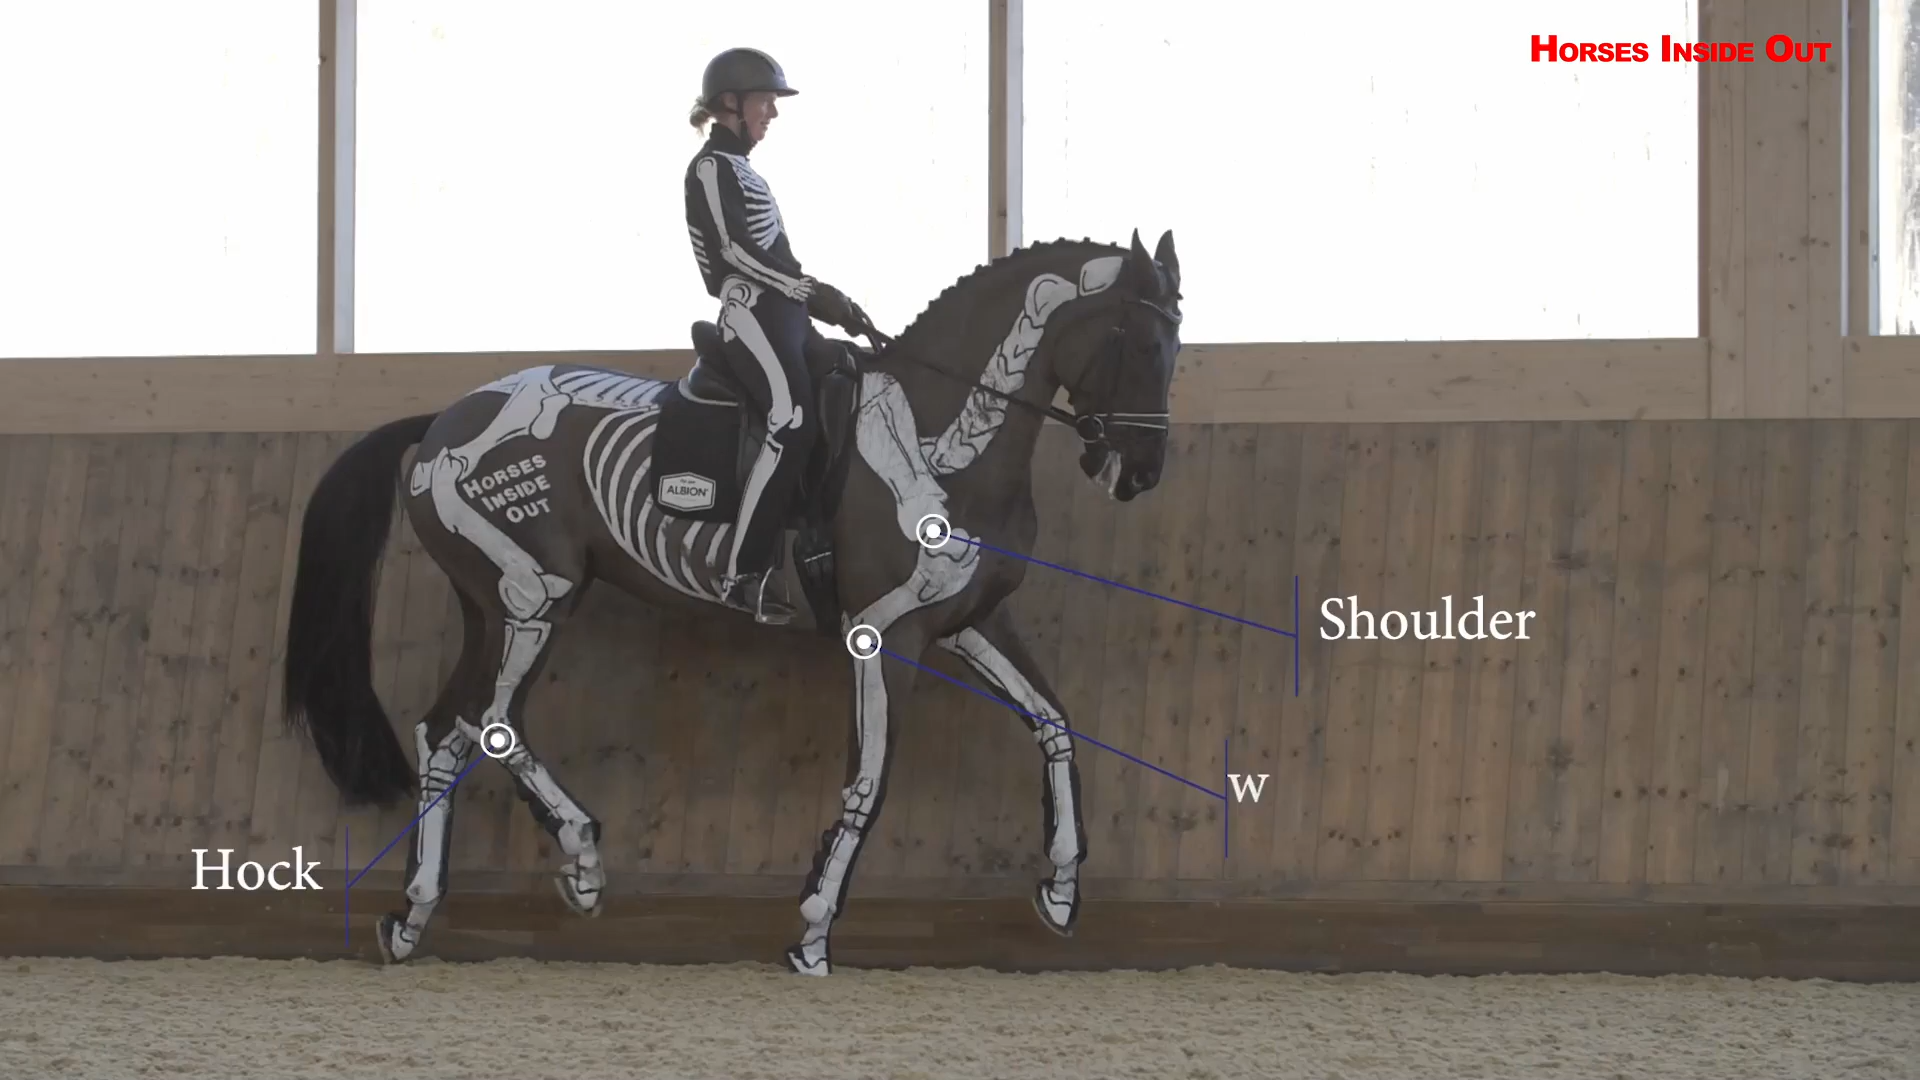 HORSES INSIDE OUT
HORSES
INSIDE
OUT
ALBION
Shoulder
w
Hock